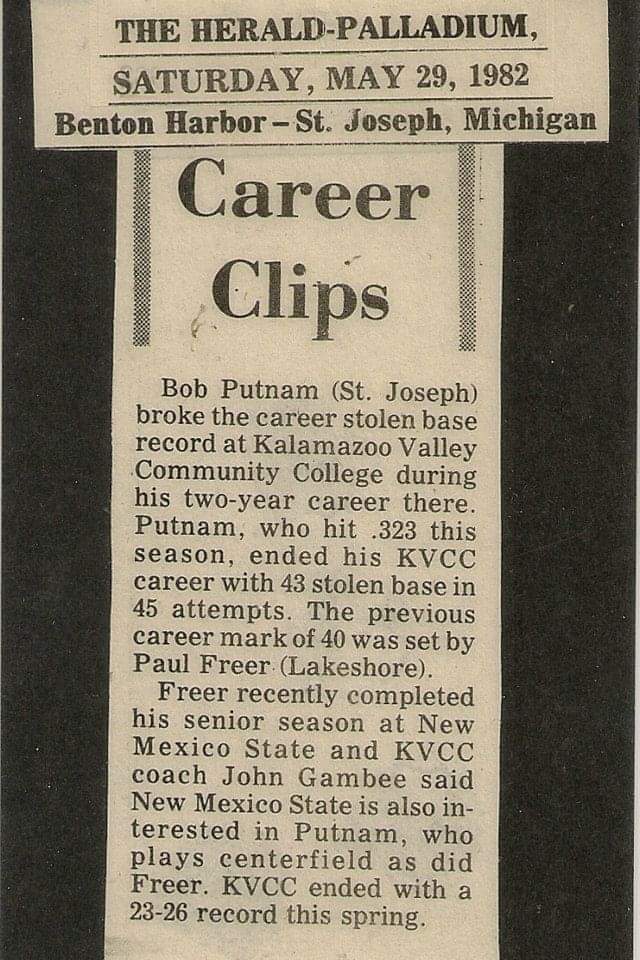 THE HERALD-PALLADIUM,
SATURDAY, MAY 29, 1982
Benton Harbor – St. Joseph, Michigan
Career
Clips
Bob Putnam (St. Joseph)
broke the career stolen base
record at Kalamazoo Valley
Community College during
his two-year career there.
Putnam, who hit .323 this
season, ended his KVCC
career with 43 stolen base in
45 attempts. The previous
career mark of 40 was set by
Paul Freer (Lakeshore).
Freer recently completed
his senior season at New
Mexico State and KVCC
coach John Gambee said
New Mexico State is also in-
terested in Putnam, who
plays centerfield as did
Freer. KVCC ended with a
23-26 record this spring.